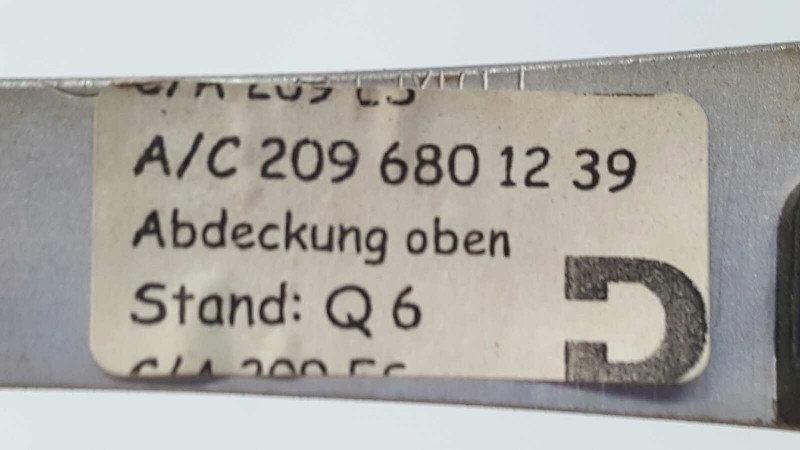 A/C 209 680 12 39
Abdeckung oben
Stand: Q 6